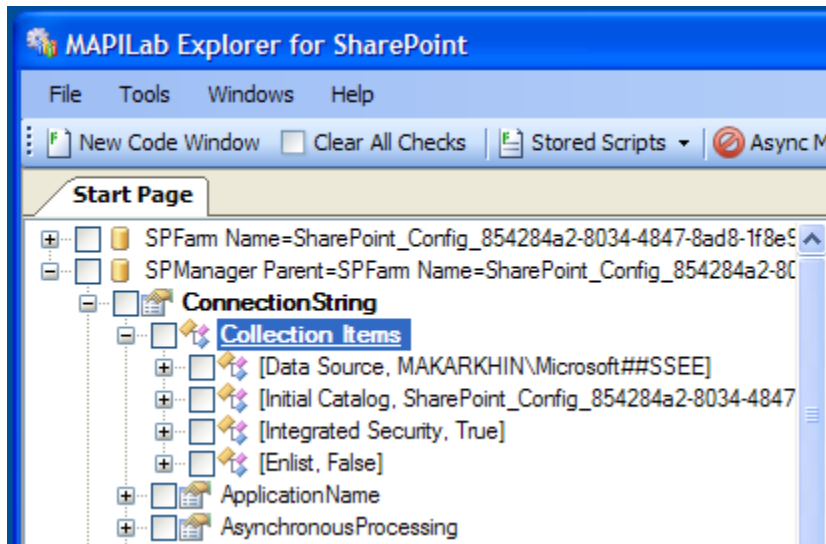 MAPILab Explorer for SharePoint
File Tools Windows Help
New Code Window Clear All Checks Stored Scripts Async M
Start Page
SPFarm Name=SharePoint_Config_854284a2-8034-4847-8ad8-1f8e9
SPManager Parent=SPFarm Name=SharePoint_Config_854284a2-80
ConnectionString
Collection Items
[Data Source, MAKARKHIN\Microsoft##SSEE]
[Initial Catalog, SharePoint_Config_854284a2-8034-4847
[Integrated Security, True]
[Enlist, False]
ApplicationName
AsynchronousProcessing